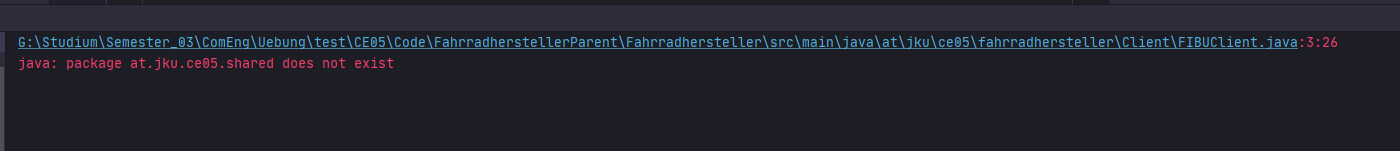 G:\Studium\Semester_03\ComEng\Uebung\test\CE05\Code\FahrradherstellerParent\Fahrradhersteller\src\main\java\at\jku\ce05\fahrradhersteller\Client\FIBUClient.java:3:26
java: package at.jku.ce05.shared does not exist